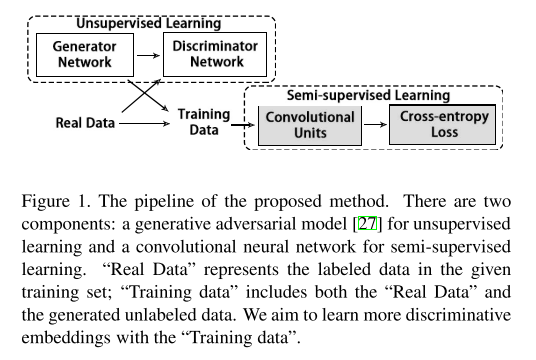 Unsupervised Learning
Generator
Network
Discriminator
Network
Real Data
Training
Data
Semi-supervised Learning
Convolutional
Units
Cross-entropy
Loss
Figure 1. The pipeline of the proposed method. There are two
components: a generative adversarial model [27] for unsupervised
learning and a convolutional neural network for semi-supervised
learning. “Real Data” represents the labeled data in the given
training set; “Training data” includes both the “Real Data” and
the generated unlabeled data. We aim to learn more discriminative
embeddings with the “Training data”.